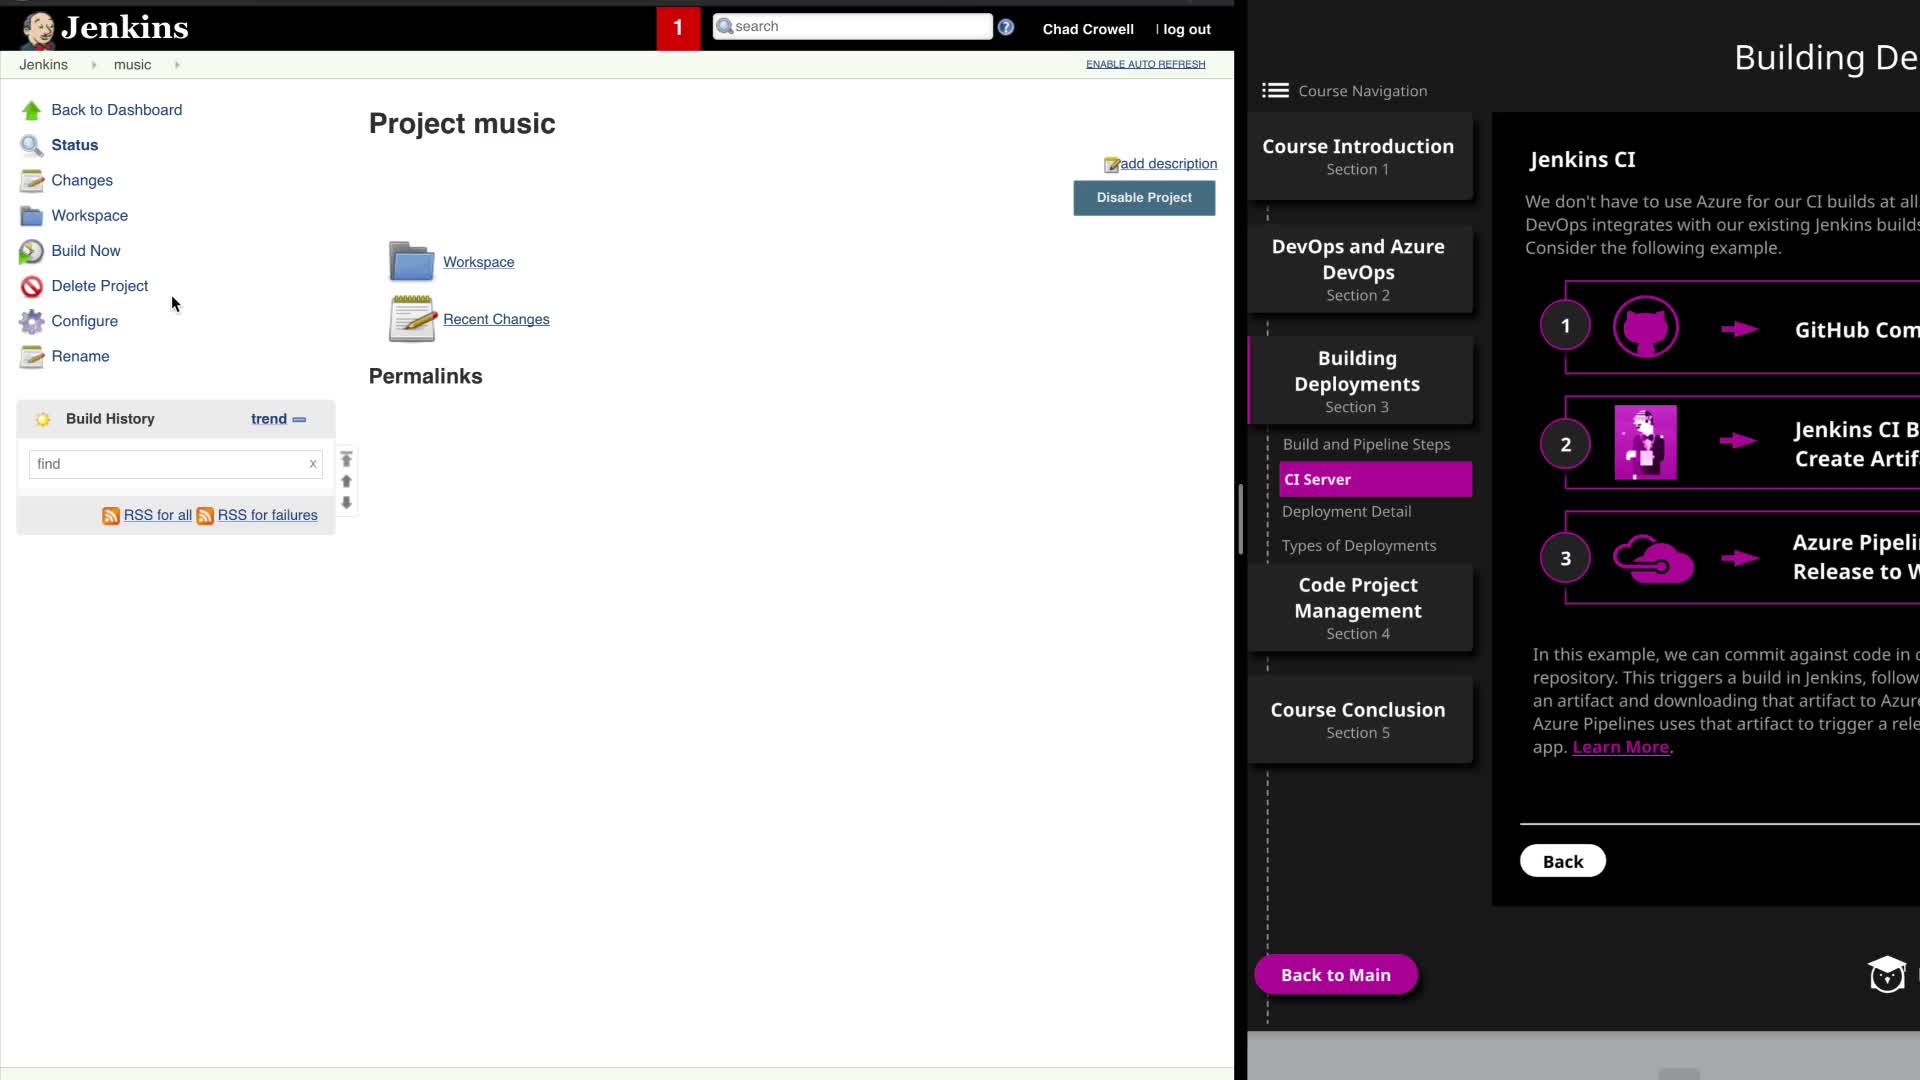 Jenkins
1
search
Chad Crowell
| log out
Jenkins
music
ENABLE AUTO REFRESH
Back to Dashboard
Status
Changes
Workspace
Build Now
Delete Project
Configure
Rename
Build History
trend
find
x
RSS for all
RSS for failures
Project music
add description
Disable Project
Workspace
Recent Changes
Permalinks
Building De
Course Navigation
Course Introduction
Section 1
DevOps and Azure
DevOps
Section 2
Building
Deployments
Section 3
Build and Pipeline Steps
CI Server
Deployment Detail
Types of Deployments
Code Project
Management
Section 4
Course Conclusion
Section 5
Back to Main
Jenkins CI
We don't have to use Azure for our CI builds at all
DevOps integrates with our existing Jenkins builds
Consider the following example.
1
GitHub Com
2
Jenkins CI B
Create Artif
3
Azure Pipeli
Release to W
In this example, we can commit against code in
repository. This triggers a build in Jenkins, follow
an artifact and downloading that artifact to Azure
Azure Pipelines uses that artifact to trigger a rele
app. Learn More.
Back